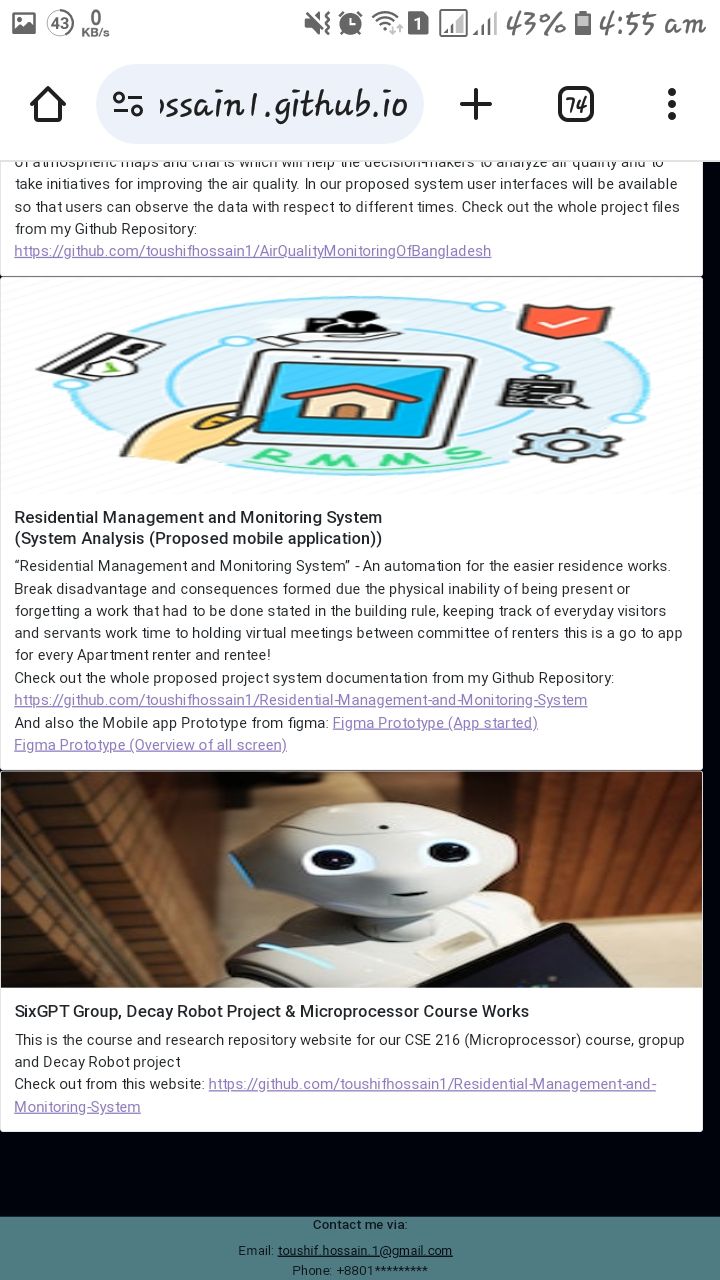 43
0
KB/s
1
43%
4:55 am
ossain1.github.io
74
of atmospheric maps and charts which will help the decision-makers to analyze air quality and to
take initiatives for improving the air quality. In our proposed system user interfaces will be available
so that users can observe the data with respect to different times. Check out the whole project files
from my Github Repository:
https://github.com/toushifhossain1/AirQualityMonitoringOfBangladesh
RMMS
Residential Management and Monitoring System
(System Analysis (Proposed mobile application))
“Residential Management and Monitoring System” - An automation for the easier residence works.
Break disadvantage and consequences formed due the physical inability of being present or
forgetting a work that had to be done stated in the building rule, keeping track of everyday visitors
and servants work time to holding virtual meetings between committee of renters this is a go to app
for every Apartment renter and rentee!
Check out the whole proposed project system documentation from my Github Repository:
https://github.com/toushifhossain1/Residential-Management-and-Monitoring-System
And also the Mobile app Prototype from figma: Figma Prototype (App started)
Figma Prototype (Overview of all screen)
SixGPT Group, Decay Robot Project & Microprocessor Course Works
This is the course and research repository website for our CSE 216 (Microprocessor) course, gropup
and Decay Robot project
Check out from this website: https://github.com/toushifhossain1/Residential-Management-and-
Monitoring-System
Contact me via:
Email: toushif.hossain.1@gmail.com
Phone: +8801*********